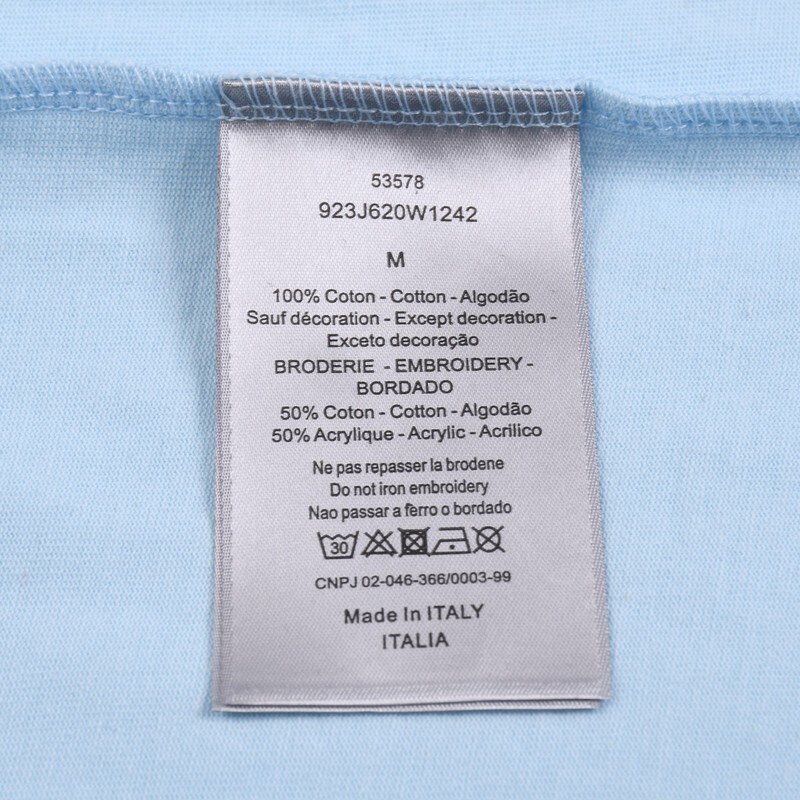 53578
923J620W1242
M
100% Coton - Cotton - Algodão
Sauf décoration - Except decoration -
Exceto decoração
BRODERIE - EMBROIDERY -
BORDADO
50% Coton - Cotton - Algodão
50% Acrylique - Acrylic - Acrilico
Ne pas repasser la brodene
Do not iron embroidery
Nao passar a ferro o bordado
30
CNPJ 02-046-366/0003-99
Made In ITALY
ITALIA